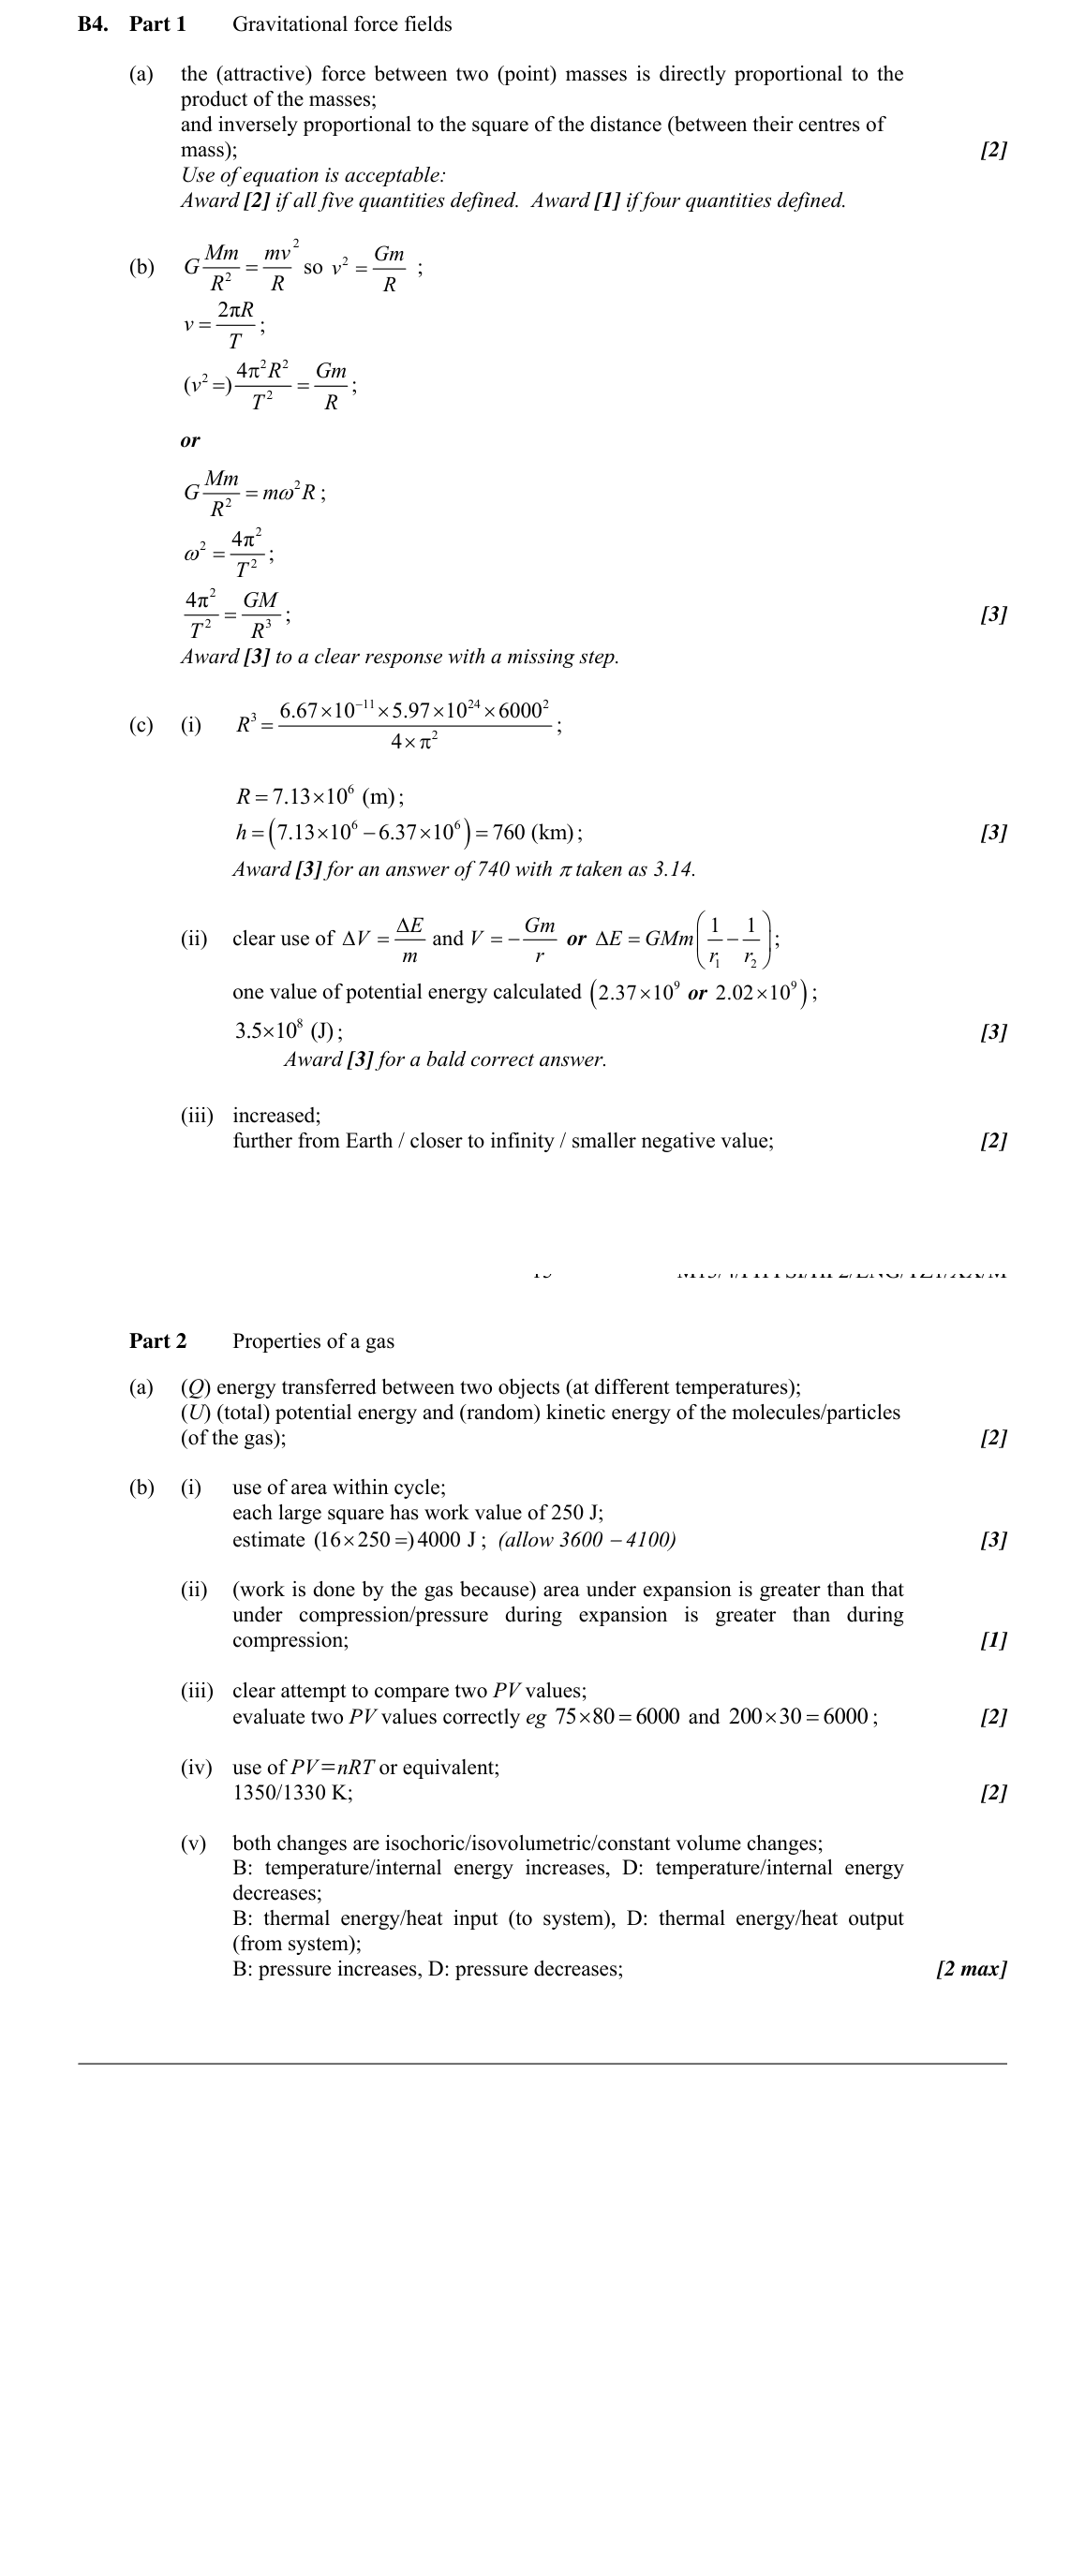 B4. Part 1 Gravitational force fields
(a) the (attractive) force between two (point) masses is directly proportional to the
product of the masses;
and inversely proportional to the square of the distance (between their centres of
mass); [2]
Use of equation is acceptable:
Award [2] if all five quantities defined. Award [1] if four quantities defined.
(b) G Mm/R² = mv²/R so v² = Gm/R ;
v = 2πR/T ;
(v² =) 4π²R²/T² = Gm/R ;
or
G Mm/R² = mω²R ;
ω² = 4π²/T² ;
4π²/T² = GM/R³ ; [3]
Award [3] to a clear response with a missing step.
(c) (i) R³ = 6.67×10⁻¹¹×5.97×10²⁴×6000² / 4×π² ;
R = 7.13×10⁶ (m) ;
h = (7.13×10⁶ − 6.37×10⁶) = 760 (km) ; [3]
Award [3] for an answer of 740 with π taken as 3.14.
(ii) clear use of ΔV = ΔE/m and V = −Gm/r or ΔE = GMm(1/r₁ − 1/r₂) ;
one value of potential energy calculated (2.37×10⁹ or 2.02×10⁹) ;
3.5×10⁸ (J) ; [3]
Award [3] for a bald correct answer.
(iii) increased;
further from Earth / closer to infinity / smaller negative value; [2]
Part 2 Properties of a gas
(a) (Q) energy transferred between two objects (at different temperatures);
(U) (total) potential energy and (random) kinetic energy of the molecules/particles
(of the gas); [2]
(b) (i) use of area within cycle;
each large square has work value of 250 J;
estimate (16×250 =) 4000 J ; (allow 3600 – 4100) [3]
(ii) (work is done by the gas because) area under expansion is greater than that
under compression/pressure during expansion is greater than during
compression; [1]
(iii) clear attempt to compare two PV values;
evaluate two PV values correctly eg 75×80 = 6000 and 200×30 = 6000 ; [2]
(iv) use of PV=nRT or equivalent;
1350/1330 K; [2]
(v) both changes are isochoric/isovolumetric/constant volume changes;
B: temperature/internal energy increases, D: temperature/internal energy
decreases;
B: thermal energy/heat input (to system), D: thermal energy/heat output
(from system);
B: pressure increases, D: pressure decreases; [2 max]